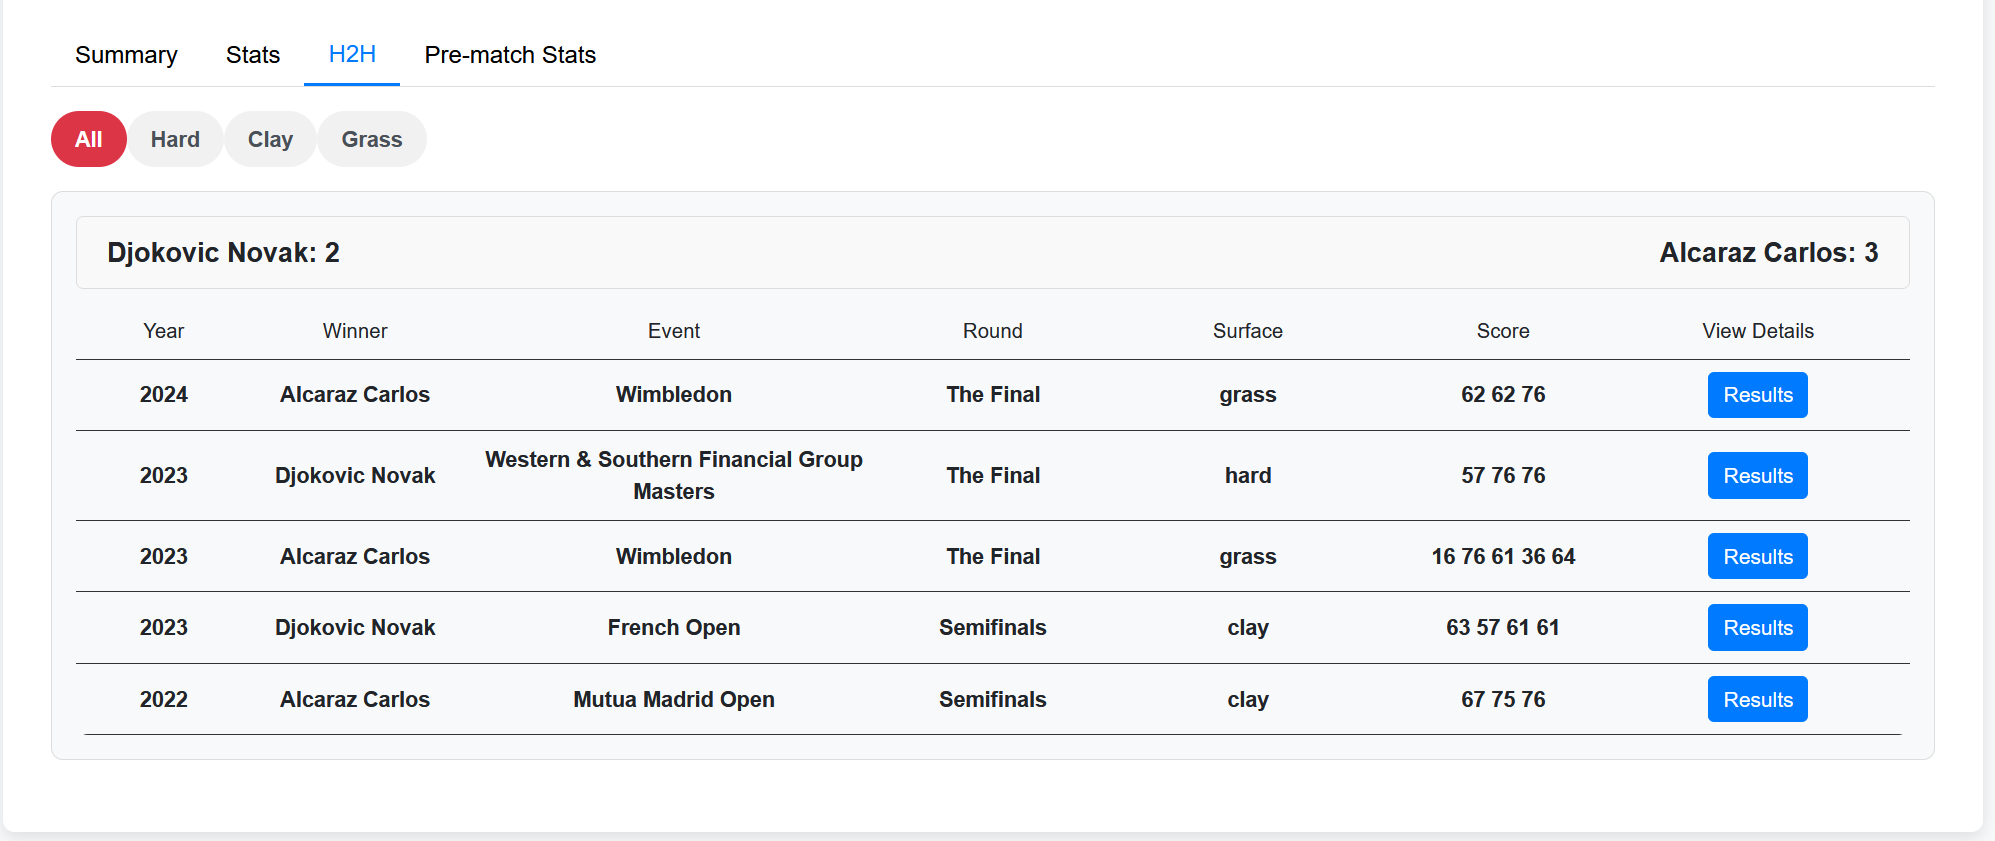 Summary Stats H2H Pre-match Stats
All Hard Clay Grass
Djokovic Novak: 2 Alcaraz Carlos: 3
Year Winner Event Round Surface Score View Details
2024 Alcaraz Carlos Wimbledon The Final grass 62 62 76 Results
2023 Djokovic Novak Western & Southern Financial Group
Masters The Final hard 57 76 76 Results
2023 Alcaraz Carlos Wimbledon The Final grass 16 76 61 36 64 Results
2023 Djokovic Novak French Open Semifinals clay 63 57 61 61 Results
2022 Alcaraz Carlos Mutua Madrid Open Semifinals clay 67 75 76 Results